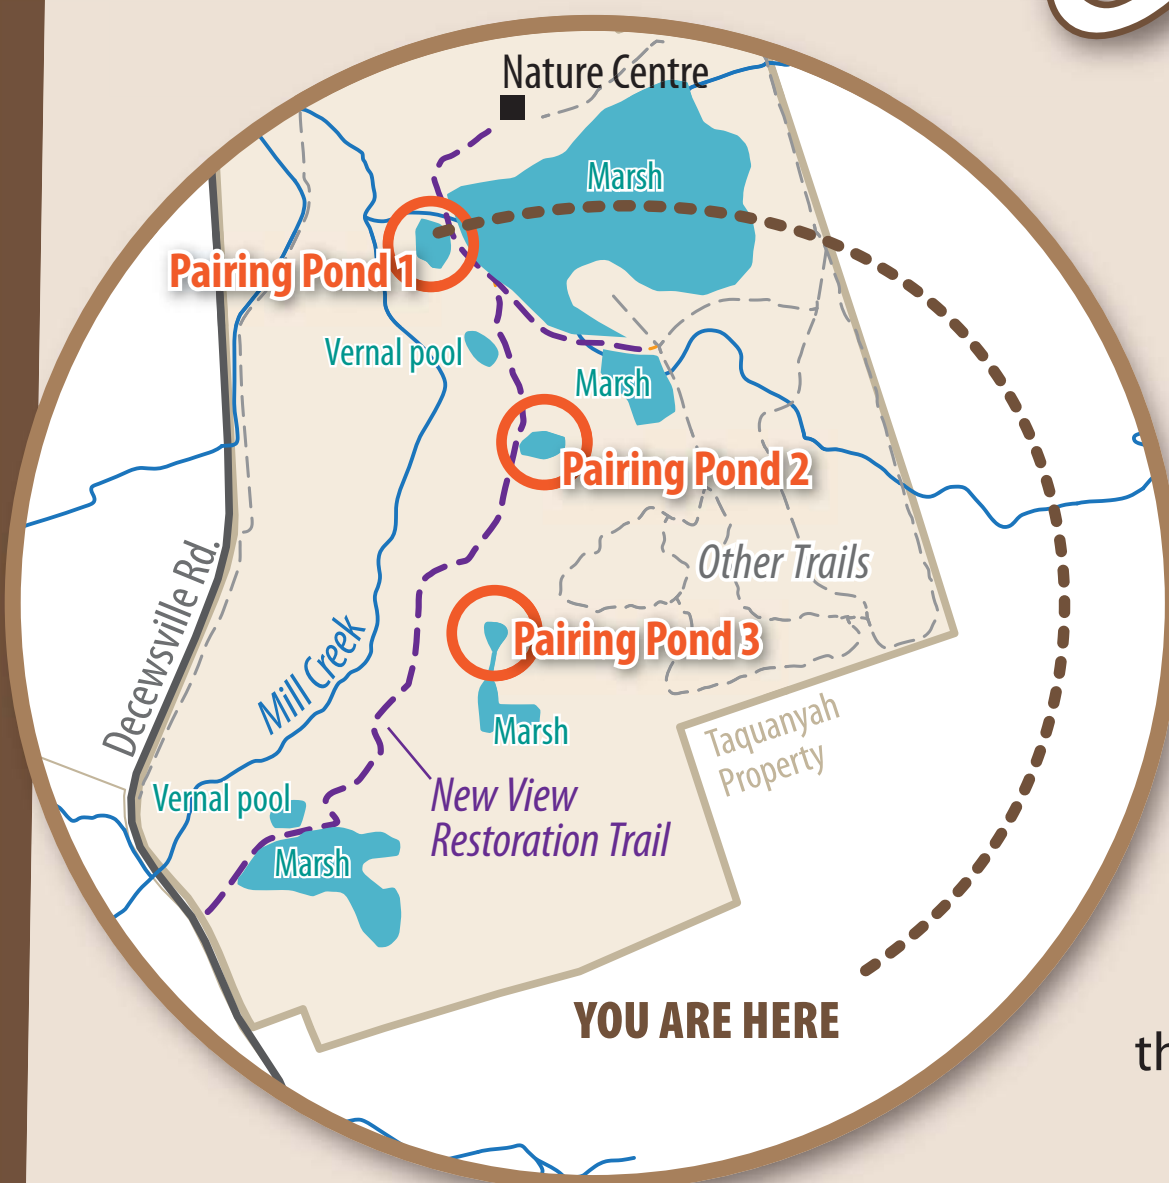 Nature Centre
Marsh
Pairing Pond 1
Vernal pool
Marsh
Pairing Pond 2
Other Trails
Decewsville Rd.
Mill Creek
Pairing Pond 3
Marsh
Taquanyah
Property
New View
Restoration Trail
Vernal pool
Marsh
YOU ARE HERE
th